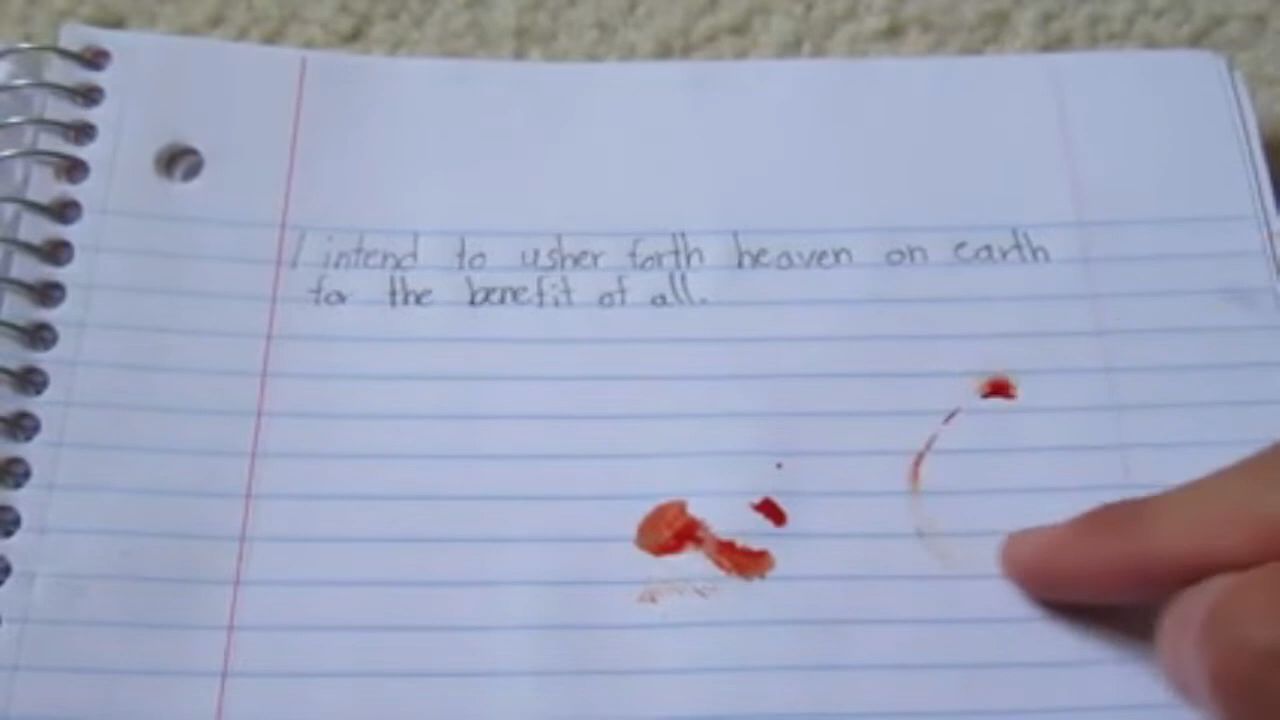 I intend to usher forth heaven on earth
for the benefit of all.